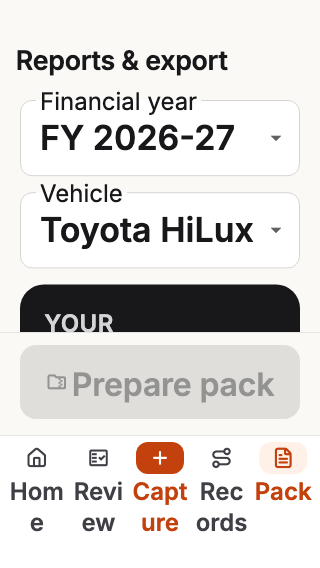 Reports & export
Financial year
FY 2026-27
Vehicle
Toyota HiLux
YOUR
Prepare pack
Hom
e
Revi
ew
Capt
ure
Rec
ords
Pack